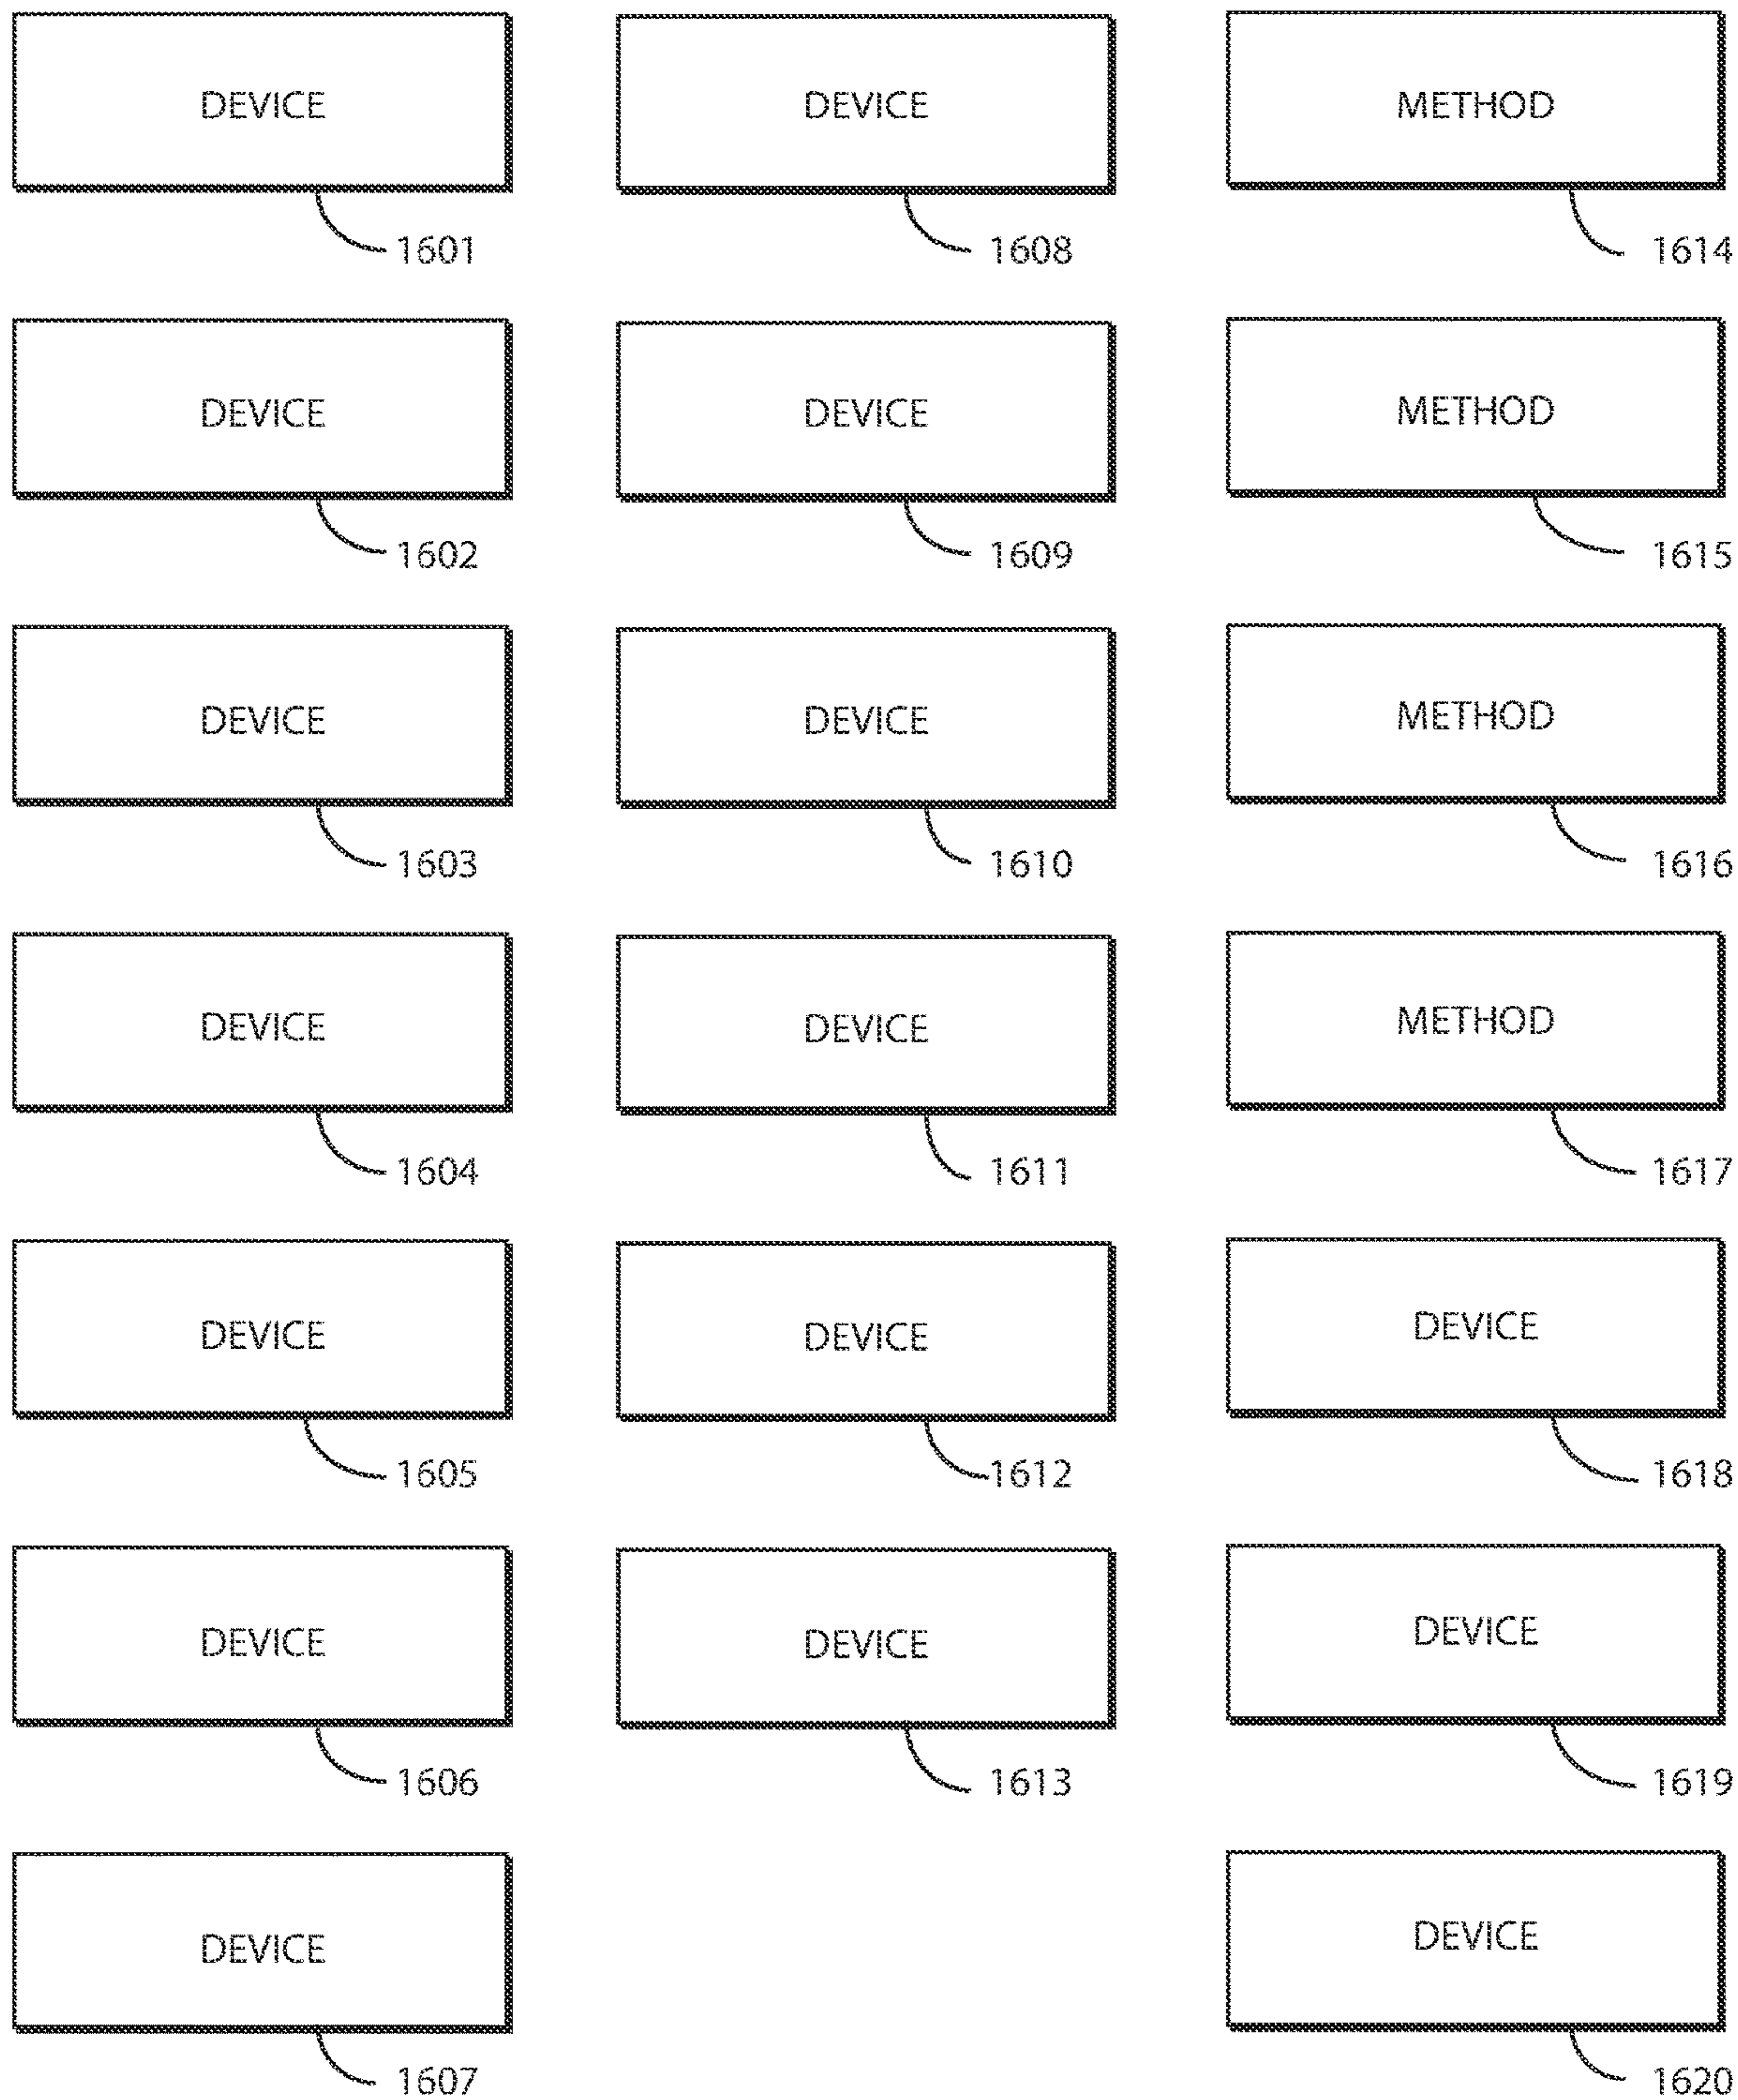 DEVICE
1601
DEVICE
1602
DEVICE
1603
DEVICE
1604
DEVICE
1605
DEVICE
1606
DEVICE
1607
DEVICE
1608
DEVICE
1609
DEVICE
1610
DEVICE
1611
DEVICE
1612
DEVICE
1613
METHOD
1614
METHOD
1615
METHOD
1616
METHOD
1617
DEVICE
1618
DEVICE
1619
DEVICE
1620